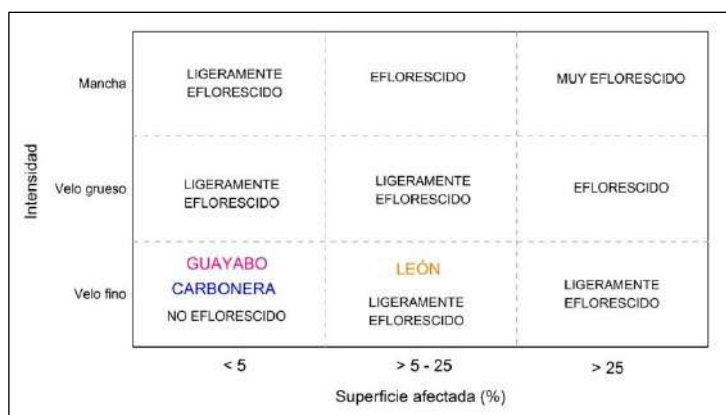 Intensidad
Mancha
LIGERAMENTE
EFLORESCIDO
EFLORESCIDO
MUY EFLORESCIDO
Velo grueso
LIGERAMENTE
EFLORESCIDO
LIGERAMENTE
EFLORESCIDO
EFLORESCIDO
Velo fino
GUAYABO
CARBONERA
NO EFLORESCIDO
LEÓN
LIGERAMENTE
EFLORESCIDO
LIGERAMENTE
EFLORESCIDO
< 5
> 5 - 25
> 25
Superficie afectada (%)